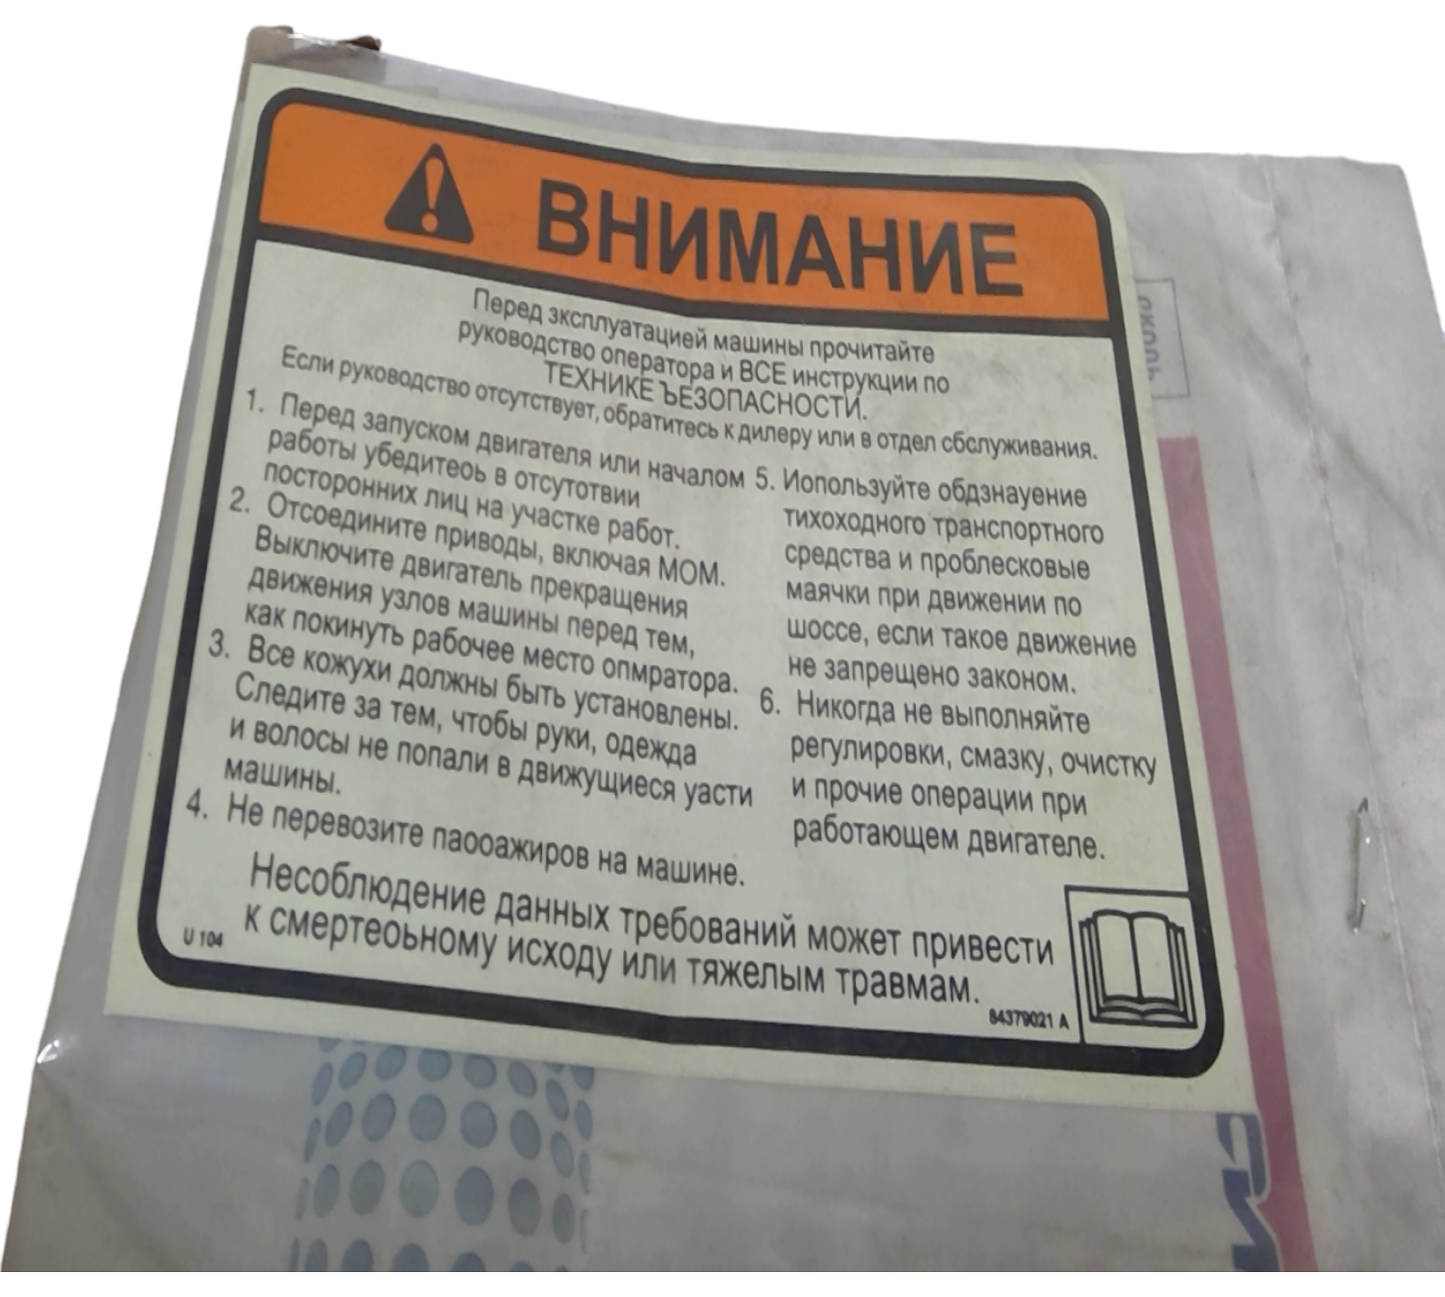 ВНИМАНИЕ
Перед зксплуатацией машины прочитайте
руководство оператора и ВСЕ инструкции по
ТЕХНИКЕ ЪЕЗОПАСНОСТИ.
Если руководство отсутствует, обратитесь к дилеру или в отдел сбслуживания.
1. Перед запуском двигателя или началом
работы убедитеоь в отсутотвии
посторонних лиц на участке работ.
2. Отсоедините приводы, включая МОМ.
Выключите двигатель прекращения
движения узлов машины перед тем,
как покинуть рабочее место опмратора.
3. Все кожухи должны быть установлены.
Следите за тем, чтобы руки, одежда
и волосы не попали в движущиеся уасти
машины.
4. Не перевозите паооажиров на машине.
5. Иопользуйте обдзнауение
тихоходного транспортного
средства и проблесковые
маячки при движении по
шоссе, если такое движение
не запрещено законом.
6. Никогда не выполняйте
регулировки, смазку, очистку
и прочие операции при
работающем двигателе.
Несоблюдение данных требований может привести
к смертеоьному исходу или тяжелым травмам.
U 104
84379021 A